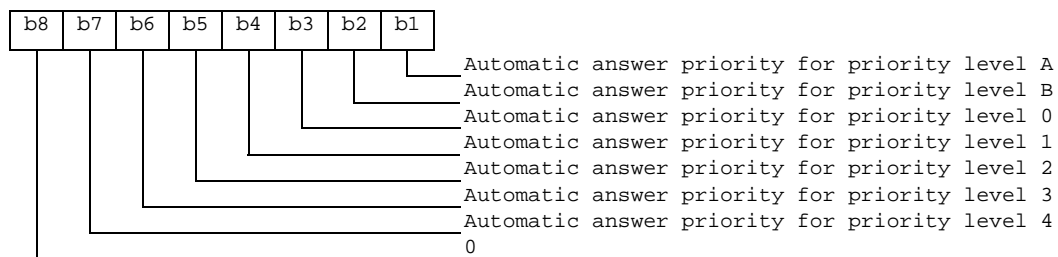 b8 b7 b6 b5 b4 b3 b2 b1
Automatic answer priority for priority level A
Automatic answer priority for priority level B
Automatic answer priority for priority level 0
Automatic answer priority for priority level 1
Automatic answer priority for priority level 2
Automatic answer priority for priority level 3
Automatic answer priority for priority level 4
0